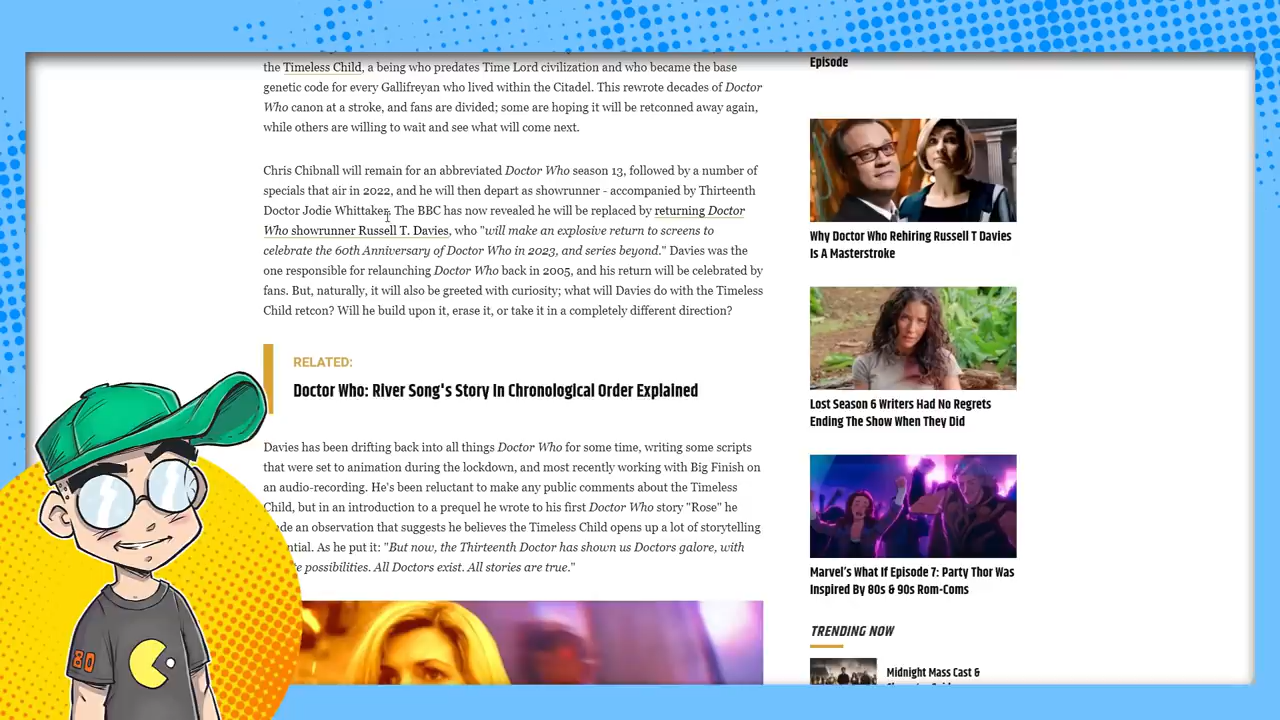 the Timeless Child, a being who predates Time Lord civilization and who became the base
genetic code for every Gallifreyan who lived within the Citadel. This rewrote decades of Doctor
Who canon at a stroke, and fans are divided; some are hoping it will be retconned away again,
while others are willing to wait and see what will come next.
Chris Chibnall will remain for an abbreviated Doctor Who season 13, followed by a number of
specials that air in 2022, and he will then depart as showrunner - accompanied by Thirteenth
Doctor Jodie Whittaker. The BBC has now revealed he will be replaced by returning Doctor
Who showrunner Russell T. Davies, who "will make an explosive return to screens to
celebrate the 60th Anniversary of Doctor Who in 2023, and series beyond." Davies was the
one responsible for relaunching Doctor Who back in 2005, and his return will be celebrated by
fans. But, naturally, it will also be greeted with curiosity; what will Davies do with the Timeless
Child retcon? Will he build upon it, erase it, or take it in a completely different direction?
RELATED:
Doctor Who: River Song's Story In Chronological Order Explained
Davies has been drifting back into all things Doctor Who for some time, writing some scripts
that were set to animation during the lockdown, and most recently working with Big Finish on
an audio-recording. He's been reluctant to make any public comments about the Timeless
Child, but in an introduction to a prequel he wrote to his first Doctor Who story "Rose" he
an observation that suggests he believes the Timeless Child opens up a lot of storytelling
As he put it: "But now, the Thirteenth Doctor has shown us Doctors galore, with
possibilities. All Doctors exist. All stories are true."
Episode
Why Doctor Who Rehiring Russell T Davies
Is A Masterstroke
Lost Season 6 Writers Had No Regrets
Ending The Show When They Did
Marvel's What If Episode 7: Party Thor Was
Inspired By 80s & 90s Rom-Coms
TRENDING NOW
Midnight Mass Cast &
80